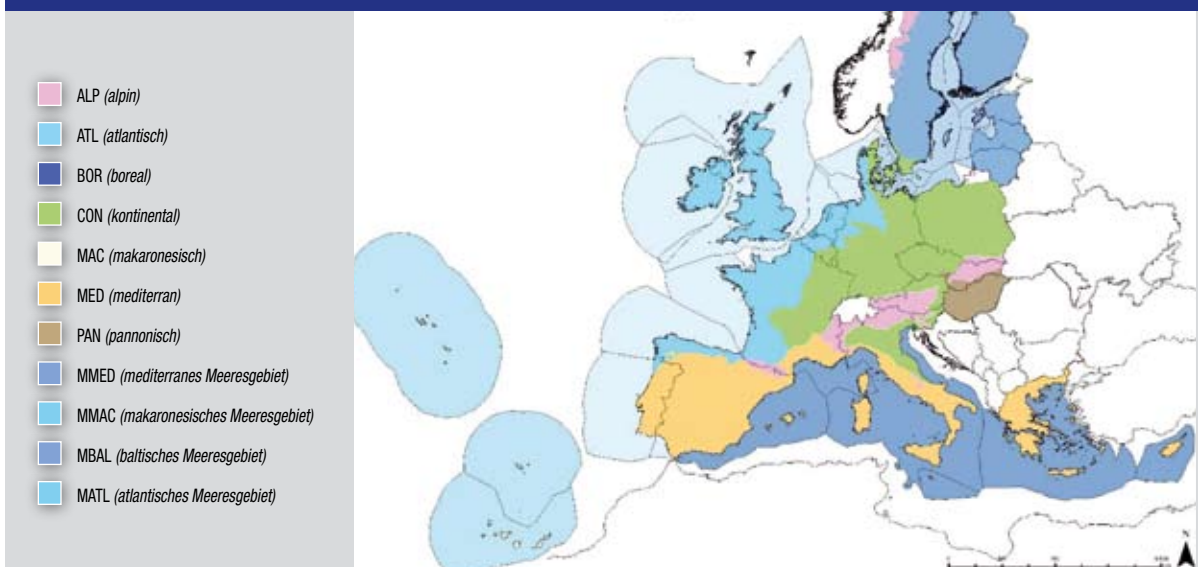 ALP (alpin)
ATL (atlantisch)
BOR (boreal)
CON (kontinental)
MAC (makaronesisch)
MED (mediterran)
PAN (pannonisch)
MMED (mediterranes Meeresgebiet)
MMAC (makaronesisches Meeresgebiet)
MBAL (baltisches Meeresgebiet)
MATL (atlantisches Meeresgebiet)
N